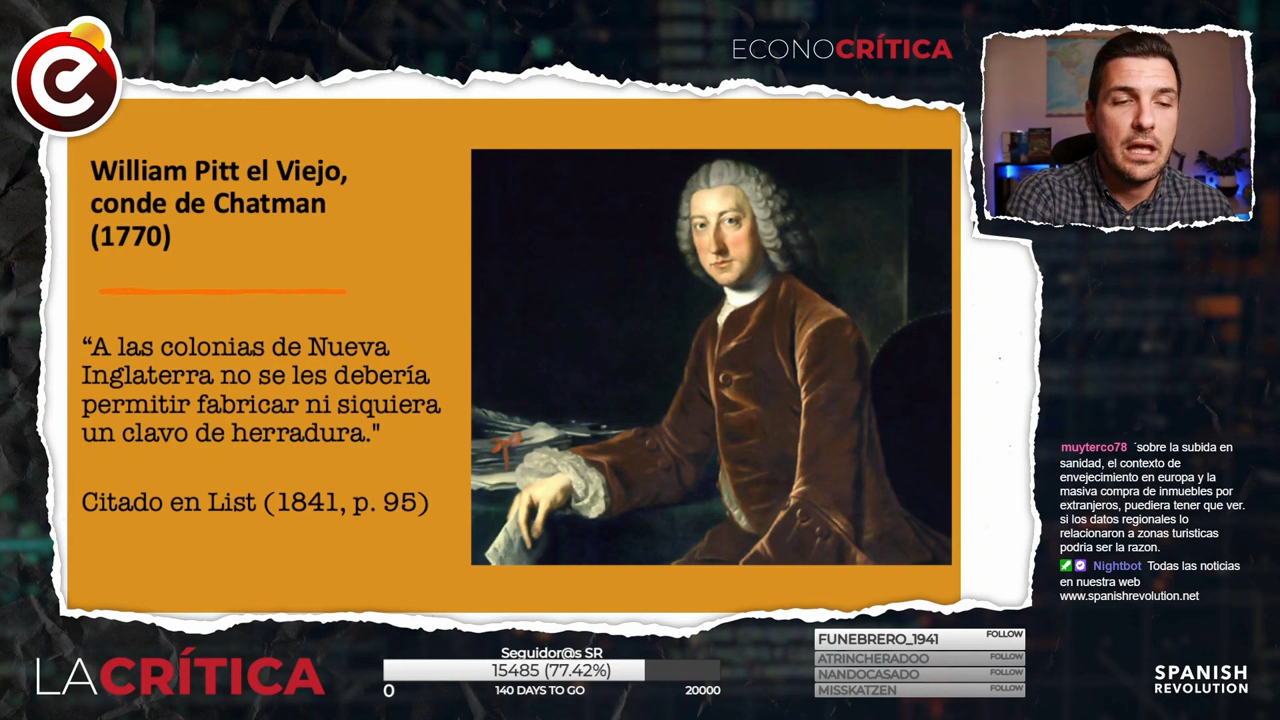 ECONOCRÍTICA
William Pitt el Viejo,
conde de Chatman
(1770)
“A las colonias de Nueva
Inglaterra no se les debería
permitir fabricar ni siquiera
un clavo de herradura."
Citado en List (1841, p. 95)
muyterco78 ´sobre la subida en
sanidad, el contexto de
envejecimiento en europa y la
masiva compra de inmuebles por
extranjeros, puediera tener que ver.
si los datos regionales lo
relacionaron a zonas turisticas
podria ser la razon.
Nightbot Todas las noticias
en nuestra web
www.spanishrevolution.net
LACRÍTICA
Seguidor@s SR
15485 (77.42%)
0 140 DAYS TO GO 20000
FUNEBRERO_1941 FOLLOW
ATRINCHERADOO FOLLOW
NANDOCASADO FOLLOW
MISSKATZEN FOLLOW
SPANISH
REVOLUTION